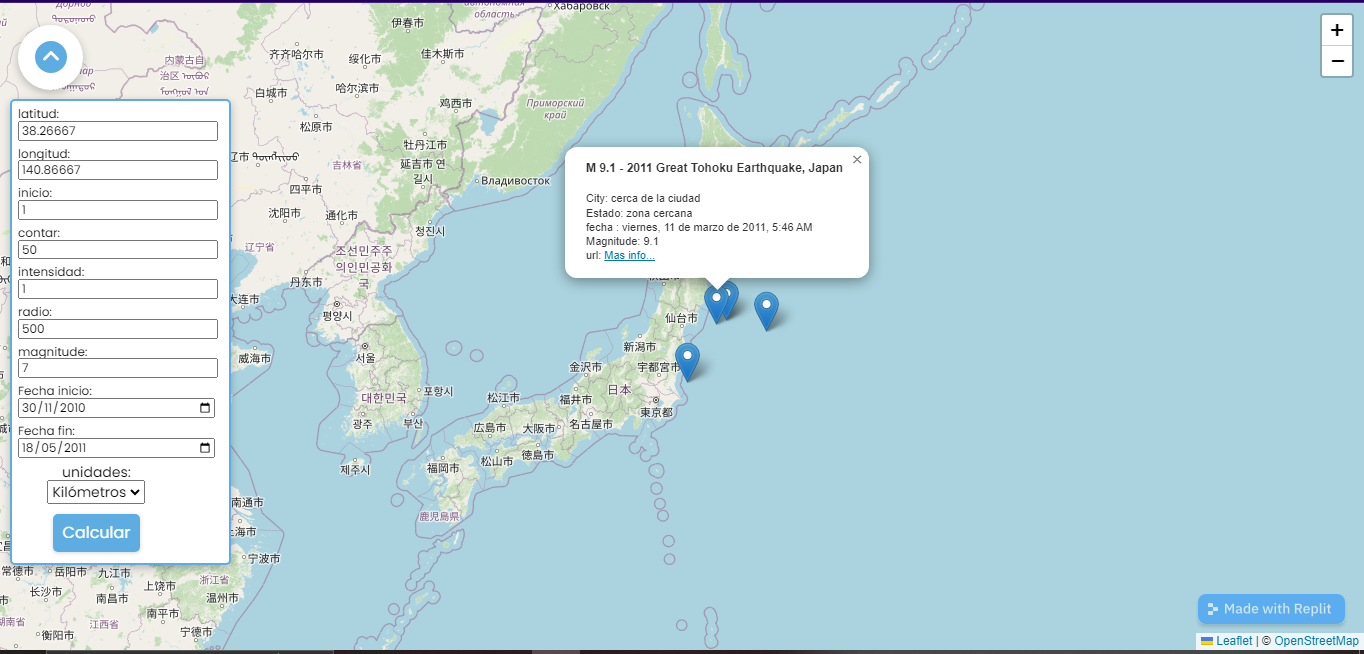 Хабаровск
область
伊春市
齐齐哈尔市
绥化市
佳木斯市
内蒙古自
治区
哈尔滨市
白城市
鸡西市
松原市
Приморский
край
牡丹江市
吉林省
延吉市 연
길시
四平市
Владивосток
沈阳市
通化市
청진시
辽宁省
조선민주주
의인민공화
국
丹东市
大连市
평양시
威海市
서울
포항시
대한민국
광주
부산
제주시
仙台市
新潟市
金沢市
宇都宮市
日本
松江市
福井市
東京都
広島市
大阪市
名古屋市
徳島市
松山市
福岡市
鹿児島県
南通市
上海市
宁波市
浙江省
常德市
岳阳市
九江市
上饶市
长沙市
南昌市
温州市
江西省
南平市
衡阳市
宁德市
latitud:
38.26667
longitud:
140.86667
inicio:
1
contar:
50
intensidad:
1
radio:
500
magnitude:
7
Fecha inicio:
30/11/2010
Fecha fin:
18/05/2011
unidades:
Kilómetros
Calcular
M 9.1 - 2011 Great Tohoku Earthquake, Japan
×
City: cerca de la ciudad
Estado: zona cercana
fecha : viernes, 11 de marzo de 2011, 5:46 AM
Magnitude: 9.1
url: Mas info...
+
−
Made with Replit
Leaflet | © OpenStreetMap